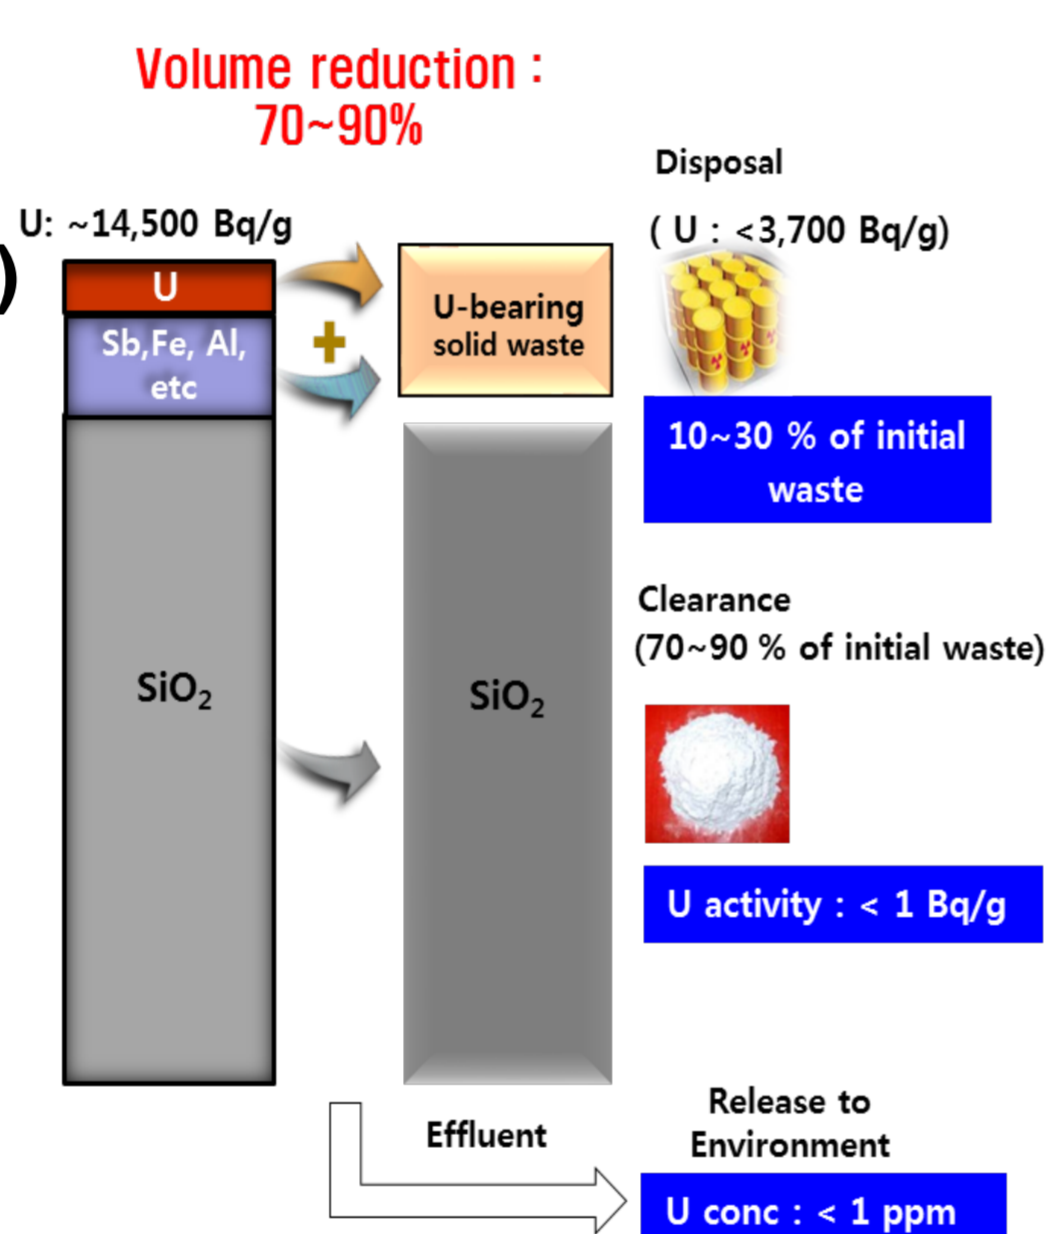 Volume reduction :
70~90%
Disposal
U: ~14,500 Bq/g
( U : <3,700 Bq/g)
)
U
Sb,Fe, Al,
etc
+
U-bearing
solid waste
10~30 % of initial
waste
Clearance
(70~90 % of initial waste)
SiO₂
SiO₂
U activity : < 1 Bq/g
Effluent
Release to
Environment
U conc : < 1 ppm